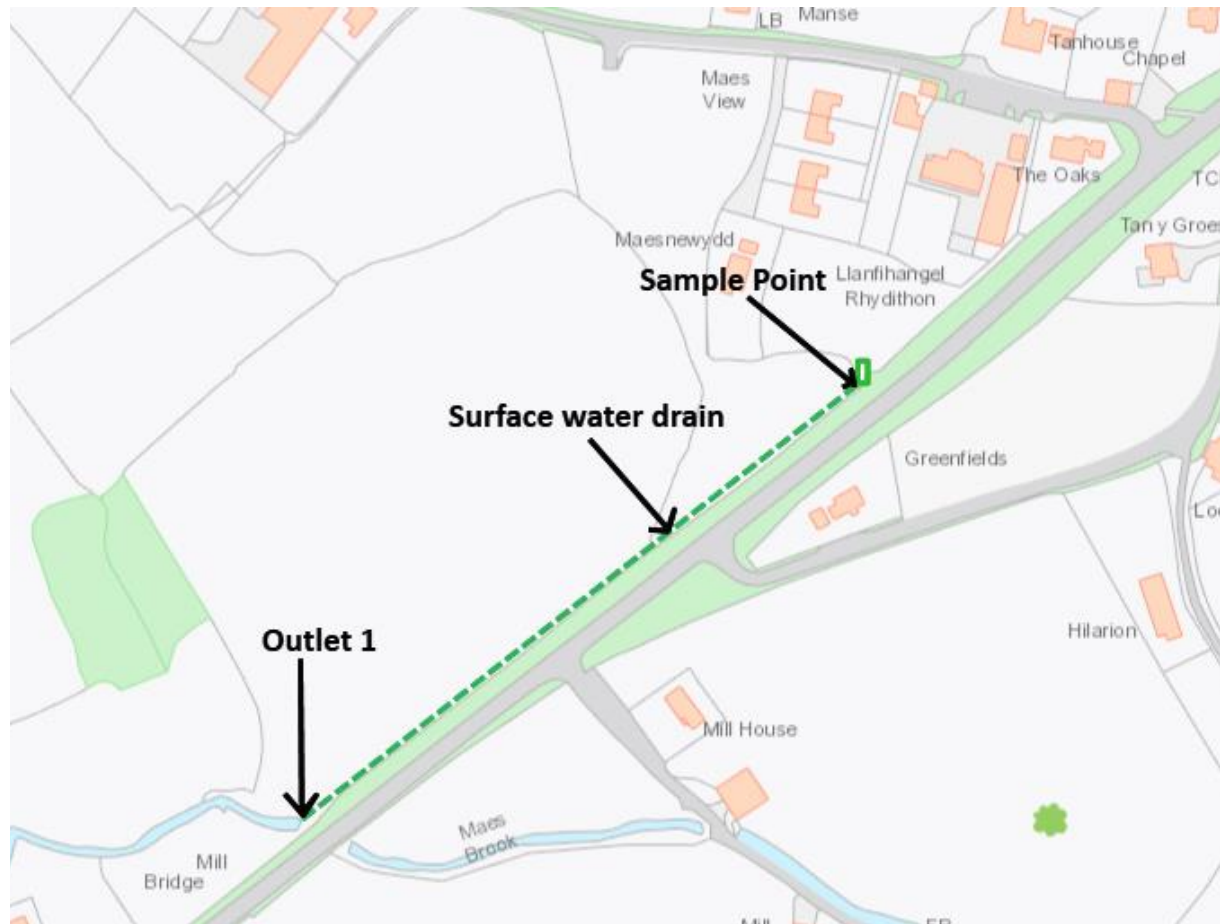 LB
Manse
Tanhouse
Chapel
Maes
View
The Oaks
Tan y Groes
Maesnewydd
Sample Point
Llanfihangel
Rhydithon
Surface water drain
Greenfields
Outlet 1
Hilarion
Mill House
Maes
Brook
Mill
Bridge
Mill